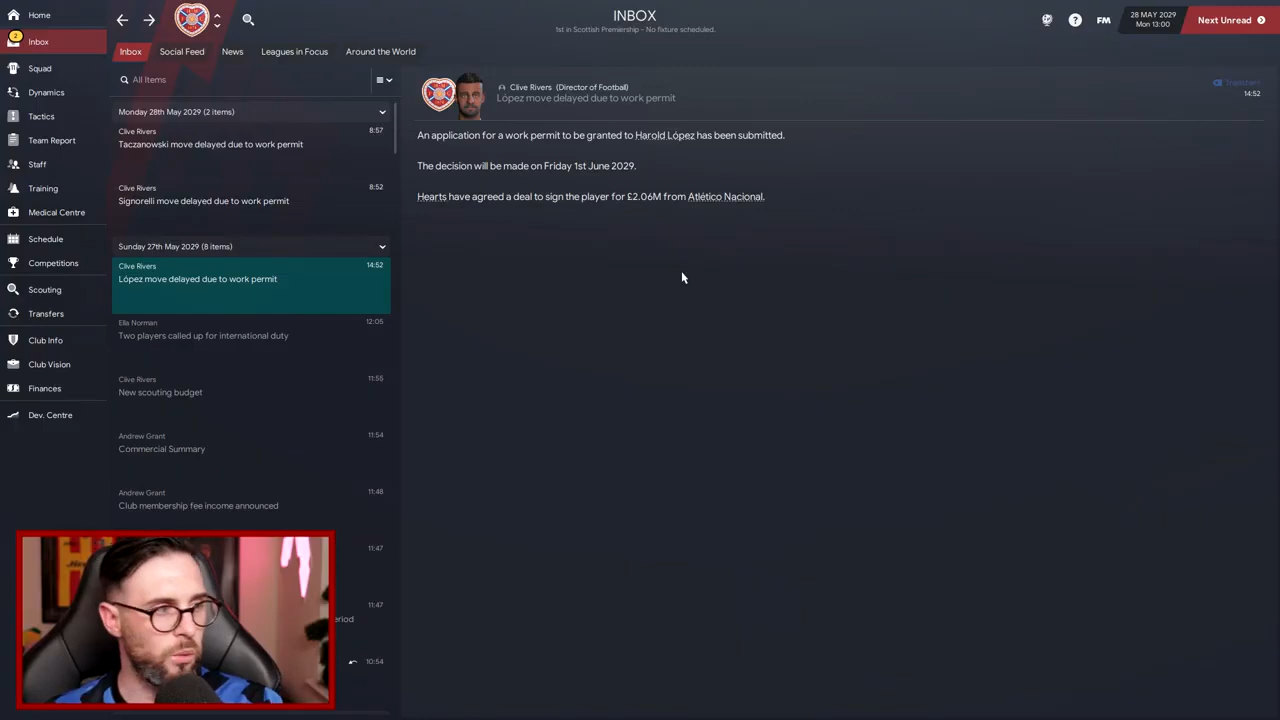 Home
2
Inbox
Squad
Dynamics
Tactics
Team Report
Staff
Training
Medical Centre
Schedule
Competitions
Scouting
Transfers
Club Info
Club Vision
Finances
Dev. Centre
INBOX
1st in Scottish Premiership - No fixture scheduled.
FM
28 MAY 2029
Mon 13:00
Next Unread
Inbox
Social Feed
News
Leagues in Focus
Around the World
All Items
Monday 28th May 2029 (2 items)
Clive Rivers
8:57
Taczanowski move delayed due to work permit
Clive Rivers
8:52
Signorelli move delayed due to work permit
Sunday 27th May 2029 (8 items)
Clive Rivers
14:52
López move delayed due to work permit
Ella Norman
12:05
Two players called up for international duty
Clive Rivers
11:55
New scouting budget
Andrew Grant
11:54
Commercial Summary
Andrew Grant
11:48
Club membership fee income announced
11:47
11:47
eriod
10:54
Clive Rivers (Director of Football)
López move delayed due to work permit
14:52
An application for a work permit to be granted to Harold López has been submitted.
The decision will be made on Friday 1st June 2029.
Hearts have agreed a deal to sign the player for £2.06M from Atlético Nacional.